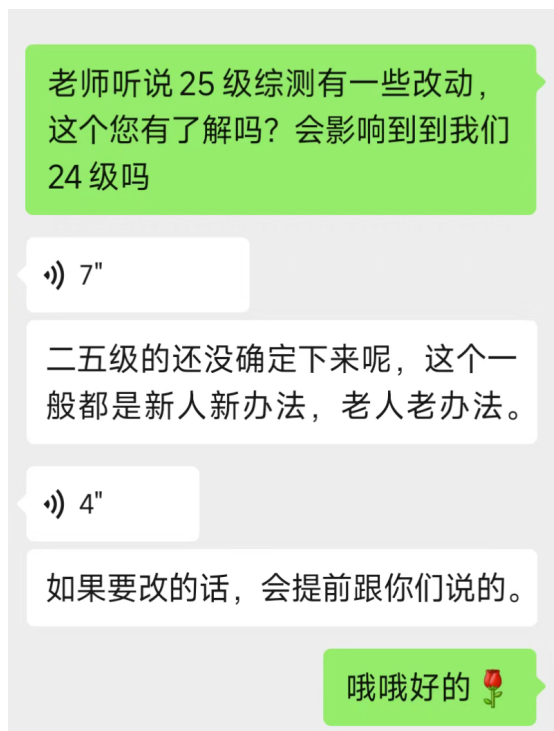 老师听说25级综测有一些改动，
这个您有了解吗？会影响到到我们
24级吗
7"
二五级的还没确定下来呢，这个一
般都是新人新办法，老人老办法。
4"
如果要改的话，会提前跟你们说的。
哦哦好的🌹